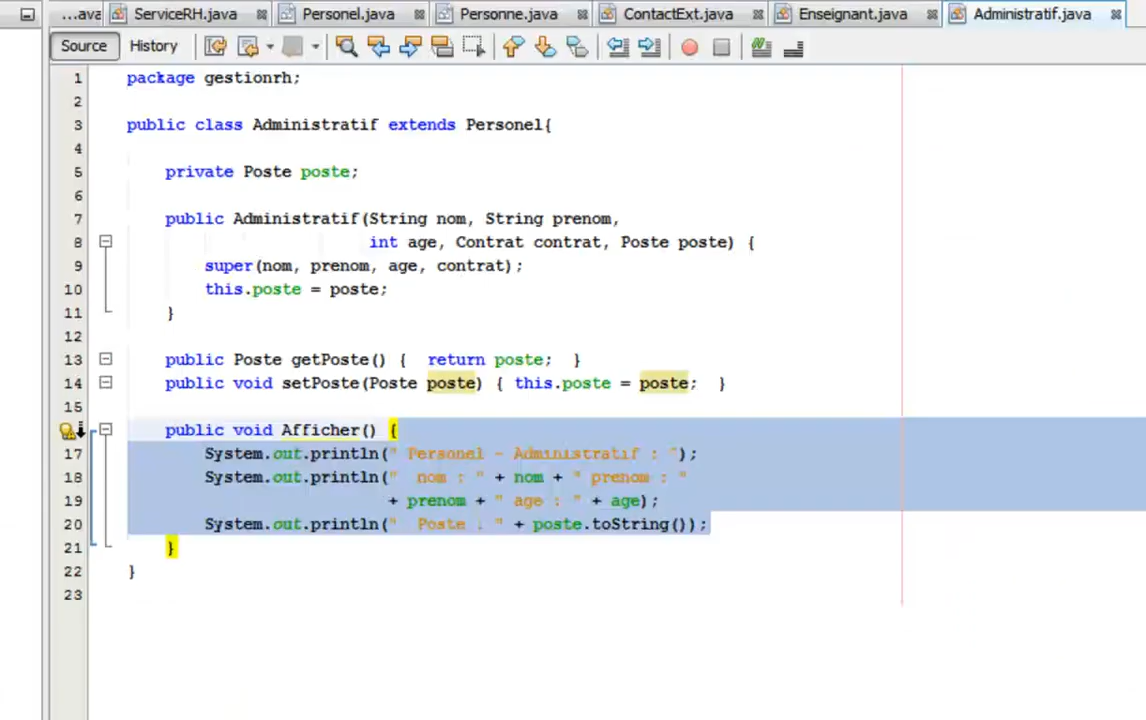 ...ava ServiceRH.java Personel.java Personne.java ContactExt.java Enseignant.java Administratif.java
Source History
1 package gestionrh;
2
3 public class Administratif extends Personel{
4
5 private Poste poste;
6
7 public Administratif(String nom, String prenom,
8 int age, Contrat contrat, Poste poste) {
9 super(nom, prenom, age, contrat);
10 this.poste = poste;
11 }
12
13 public Poste getPoste() { return poste; }
14 public void setPoste(Poste poste) { this.poste = poste; }
15
public void Afficher() {
17 System.out.println(" Personel - Administratif : ");
18 System.out.println(" nom : " + nom + " prenom : "
19 + prenom + " age : " + age);
20 System.out.println(" Poste : " + poste.toString());
21 }
22 }
23